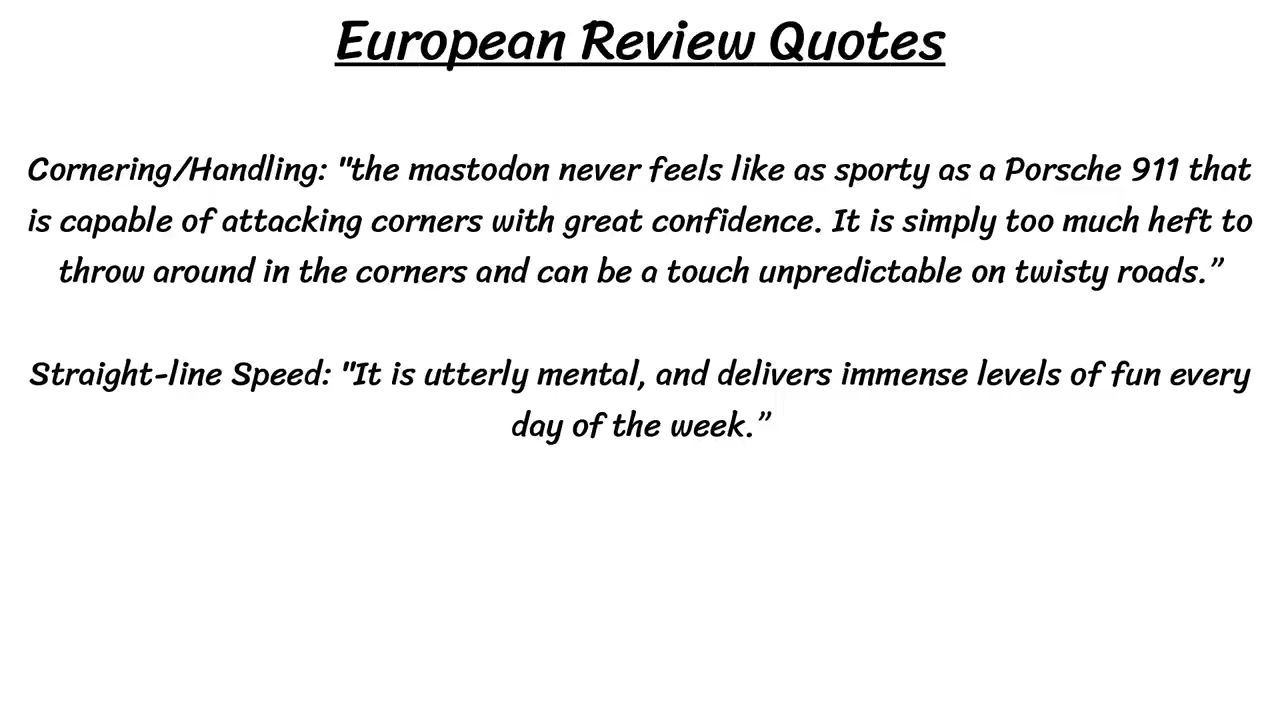 European Review Quotes
Cornering/Handling: "the mastodon never feels like as sporty as a Porsche 911 that
is capable of attacking corners with great confidence. It is simply too much heft to
throw around in the corners and can be a touch unpredictable on twisty roads.”
Straight-line Speed: "It is utterly mental, and delivers immense levels of fun every
day of the week.”